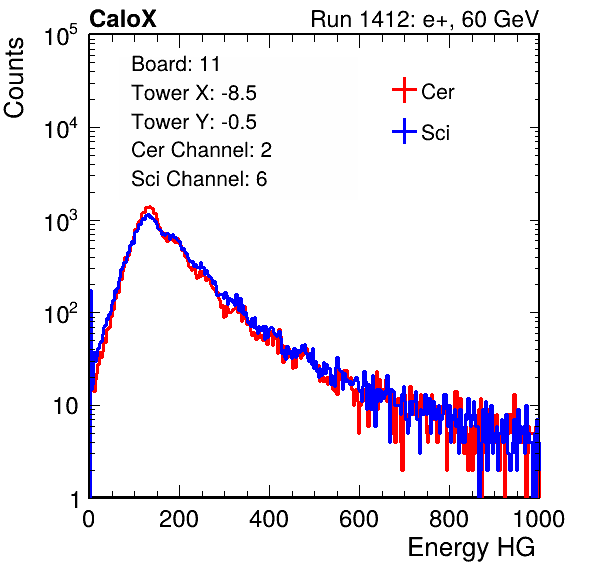 CaloX Run 1412: e+, 60 GeV
Counts
10^5
10^4
10^3
10^2
10
1
Board: 11
Tower X: -8.5
Tower Y: -0.5
Cer Channel: 2
Sci Channel: 6
Cer
Sci
0 200 400 600 800 1000
Energy HG